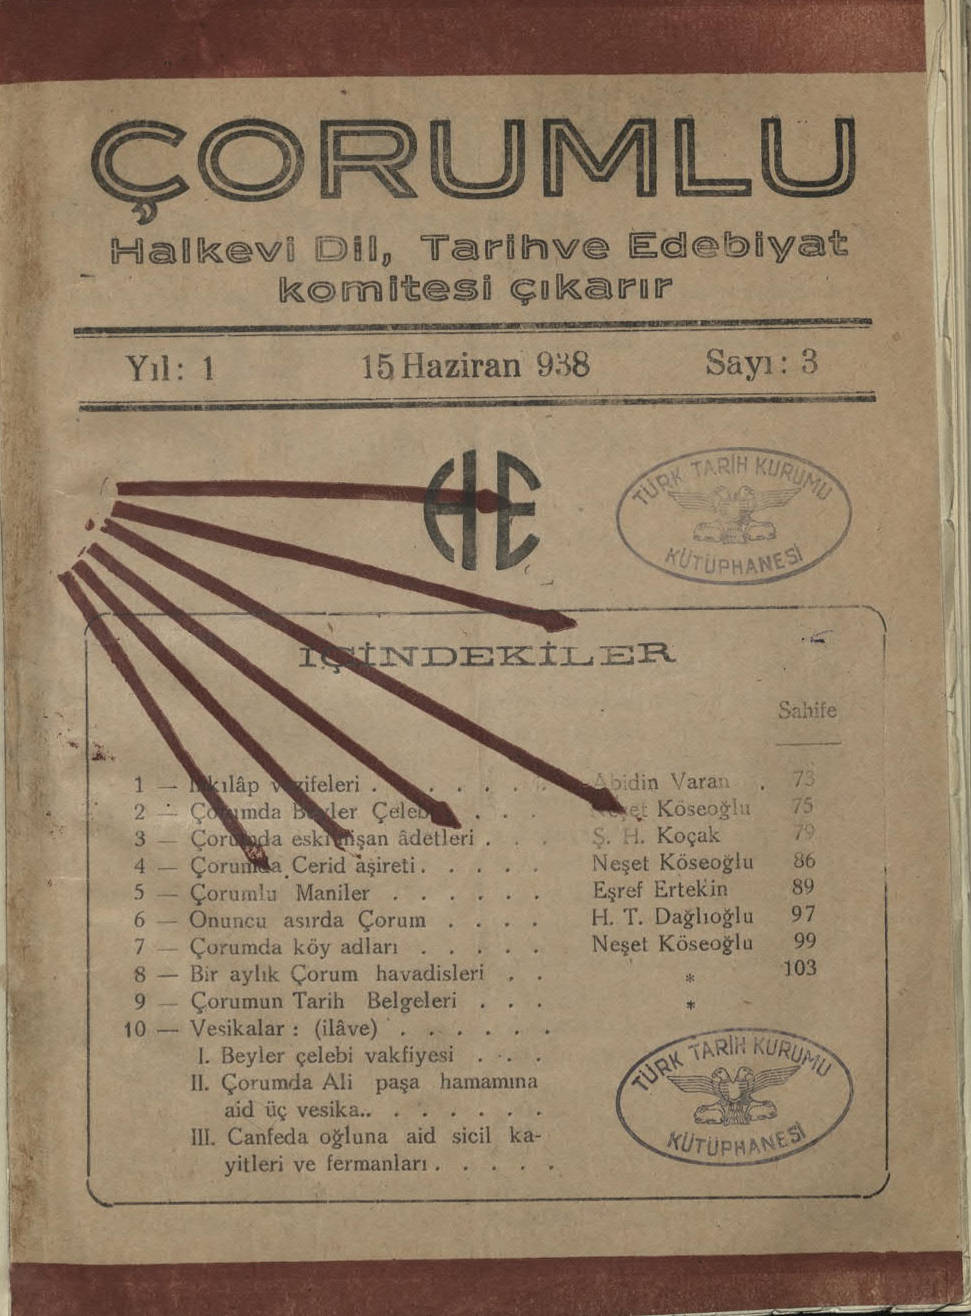 ÇORUMLU
Halkevi Dil, Tarih ve Edebiyat
komitesi çıkarır
Yıl: 1 15 Haziran 938 Sayı: 3
HE
TÜRK TARİH KURUMU
KÜTÜPHANESİ
İÇİNDEKİLER
Sahife
1 — İnkılâp vazifeleri . . . . . . . Abidin Varan . 73
2 — Çorumda Beyler Çelebi . . . Neşet Köseoğlu 75
3 — Çorumda eski nişan âdetleri . . . Ş. H. Koçak 79
4 — Çorumda Cerid aşireti . . . . . Neşet Köseoğlu 86
5 — Çorumlu Maniler . . . . . . Eşref Ertekin 89
6 — Onuncu asırda Çorum . . . . H. T. Dağlıoğlu 97
7 — Çorumda köy adları . . . . . Neşet Köseoğlu 99
8 — Bir aylık Çorum havadisleri . . * 103
9 — Çorumun Tarih Belgeleri . . . *
10 — Vesikalar : (ilâve) . . . . . .
I. Beyler çelebi vakfiyesi . . . .
II. Çorumda Ali paşa hamamına
aid üç vesika.. . . . . . .
III. Canfeda oğluna aid sicil ka-
yitleri ve fermanları . . . . .
TÜRK TARİH KURUMU
KÜTÜPHANESİ